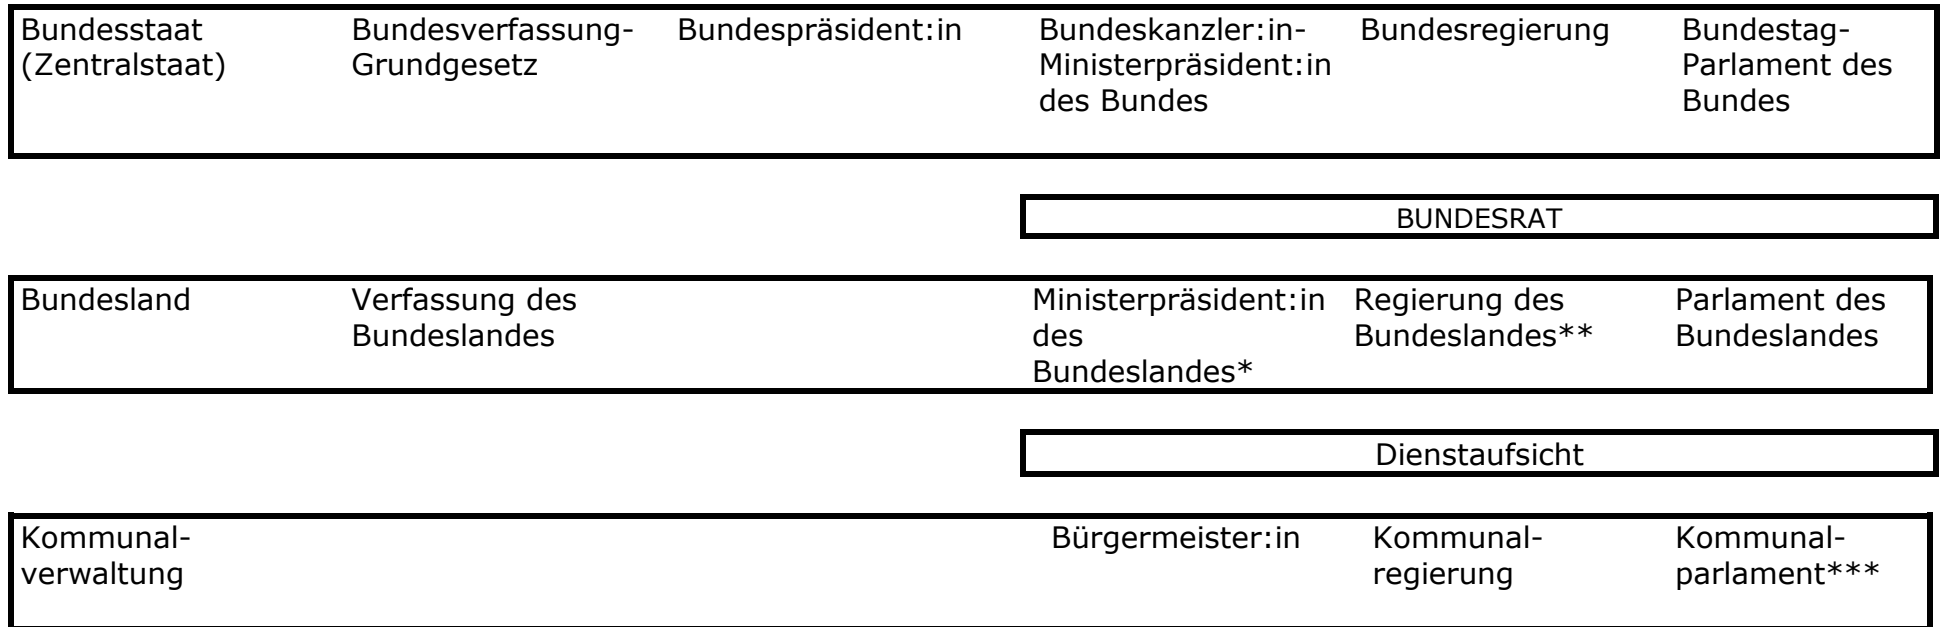 Bundesstaat
(Zentralstaat)
Bundesverfassung-
Grundgesetz
Bundespräsident:in
Bundeskanzler:in-
Ministerpräsident:in
des Bundes
Bundesregierung
Bundestag-
Parlament des
Bundes
BUNDESRAT
Bundesland
Verfassung des
Bundeslandes
Ministerpräsident:in
des
Bundeslandes*
Regierung des
Bundeslandes**
Parlament des
Bundeslandes
Dienstaufsicht
Kommunal-
verwaltung
Bürgermeister:in
Kommunal-
regierung
Kommunal-
parlament***